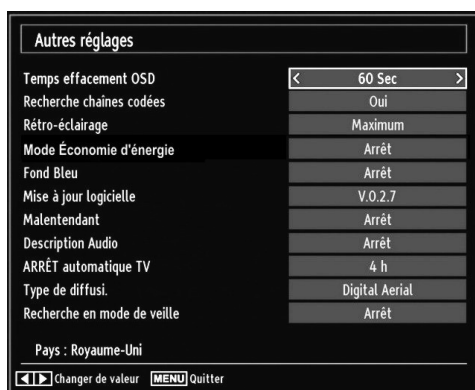 Autres réglages
Temps effacement OSD < 60 Sec >
Recherche chaînes codées Oui
Rétro-éclairage Maximum
Mode Économie d'énergie Arrêt
Fond Bleu Arrêt
Mise à jour logicielle V.0.2.7
Malentendant Arrêt
Description Audio Arrêt
ARRÊT automatique TV 4 h
Type de diffusi. Digital Aerial
Recherche en mode de veille Arrêt
Pays : Royaume-Uni
Changer de valeur MENU Quitter